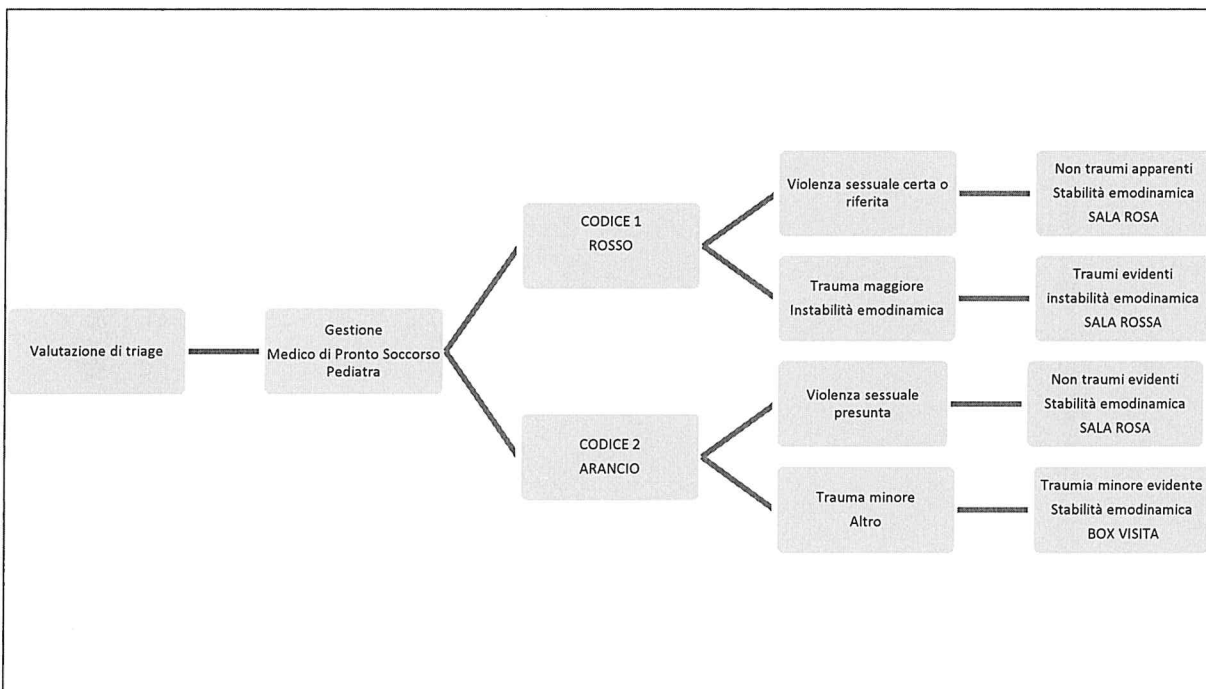 Valutazione di triage
Gestione
Medico di Pronto Soccorso
Pediatra
CODICE 1
ROSSO
Violenza sessuale certa o
riferita
Non traumi apparenti
Stabilità emodinamica
SALA ROSA
Trauma maggiore
Instabilità emodinamica
Traumi evidenti
instabilità emodinamica
SALA ROSSA
CODICE 2
ARANCIO
Violenza sessuale
presunta
Non traumi evidenti
Stabilità emodinamica
SALA ROSA
Trauma minore
Altro
Traumia minore evidente
Stabilità emodinamica
BOX VISITA